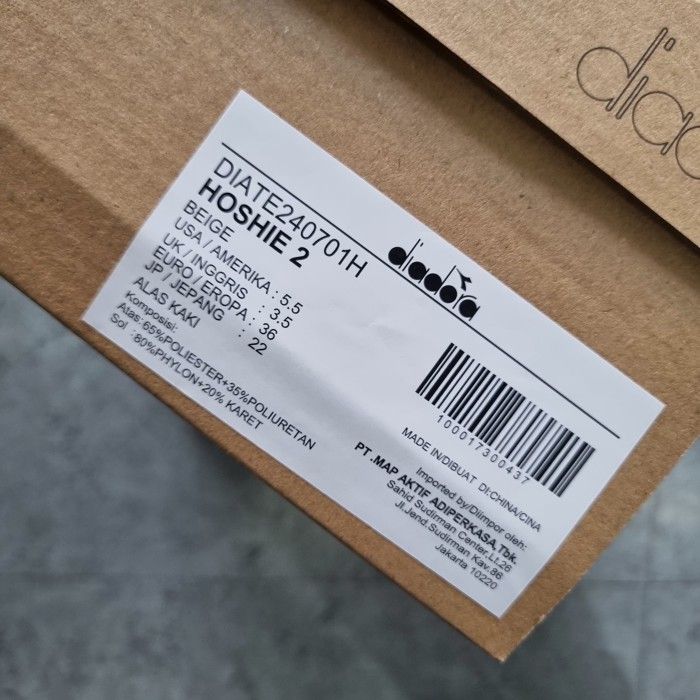 diado
DIATE240701H
HOSHIE 2
BEIGE
USA / AMERIKA : 5.5
UK / INGGRIS : 3.5
EURO / EROPA : 36
JP / JEPANG : 22
ALAS KAKI
Komposisi:
Atas: 65%POLIESTER+35%POLIURETAN
Sol : 80%PHYLON+20% KARET
diadora
100017300437
MADE IN/DIBUAT DI:CHINA/CINA
Imported by/Diimpor oleh:
PT .MAP AKTIF ADIPERKASA,Tbk.
Sahid Sudirman Center,Lt.26
Jl.Jend.Sudirman Kav.86
Jakarta 10220